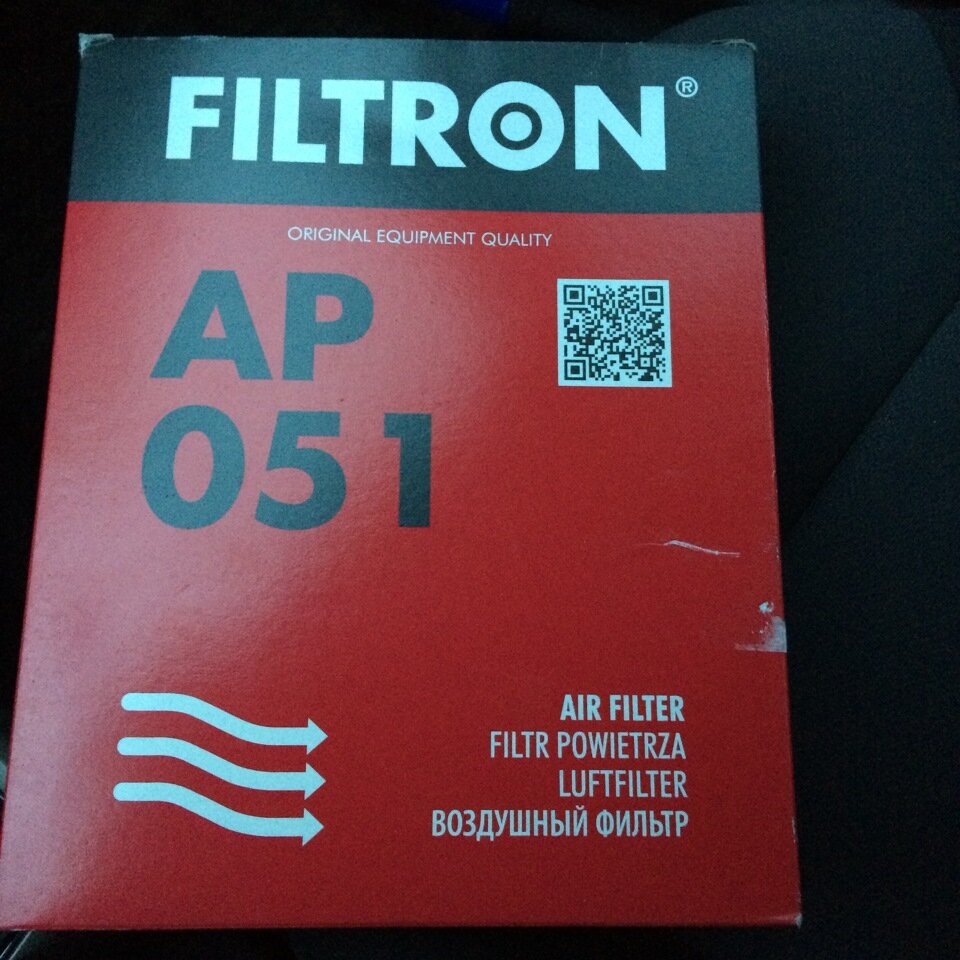 FILTRON®
ORIGINAL EQUIPMENT QUALITY
AP
051
AIR FILTER
FILTR POWIETRZA
LUFTFILTER
ВОЗДУШНЫЙ ФИЛЬТР